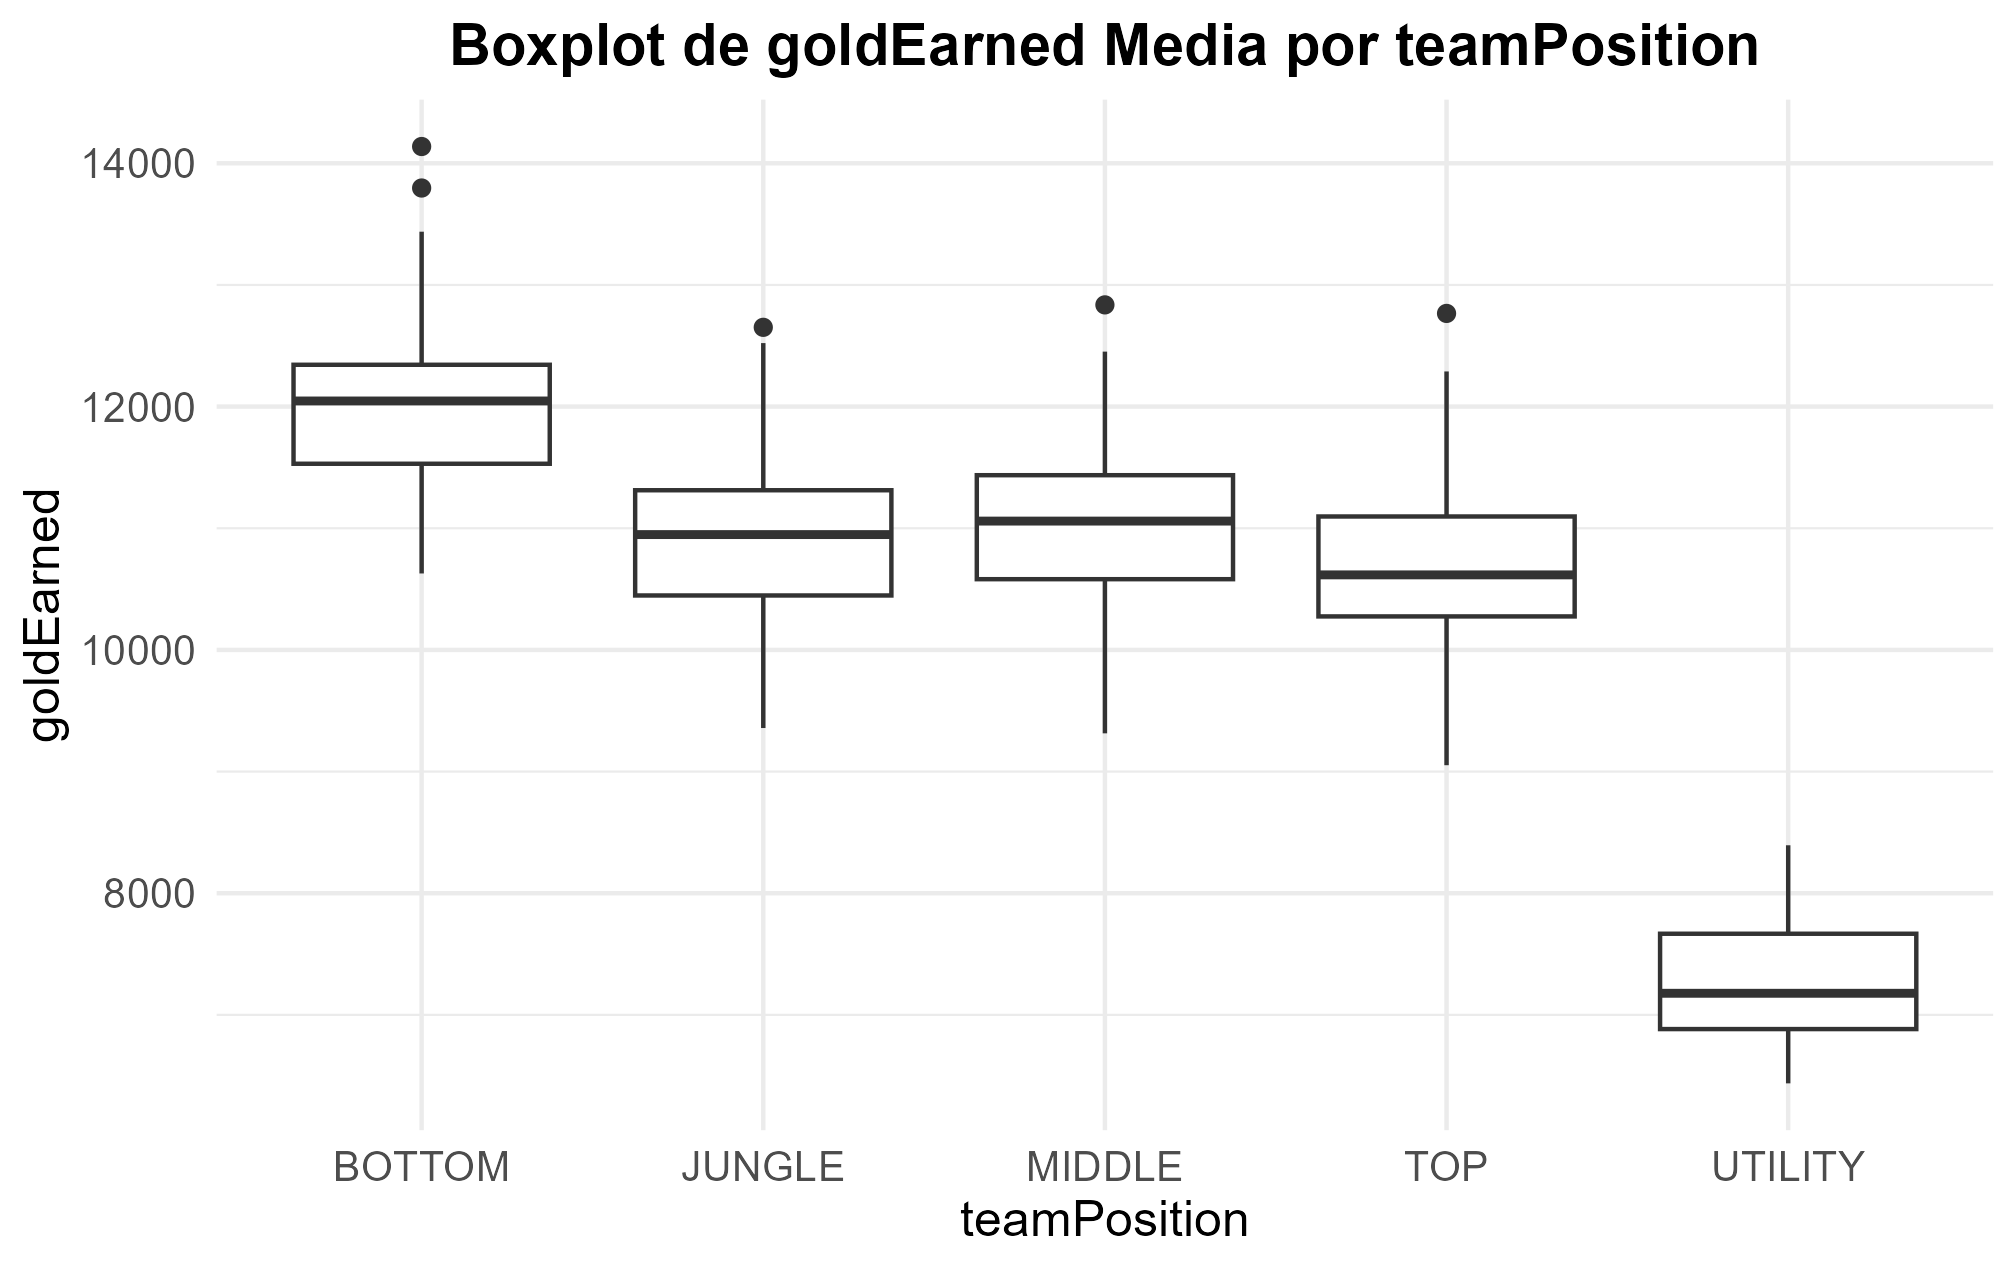 Boxplot de goldEarned Media por teamPosition
goldEarned
14000
12000
10000
8000
BOTTOM JUNGLE MIDDLE TOP UTILITY
teamPosition